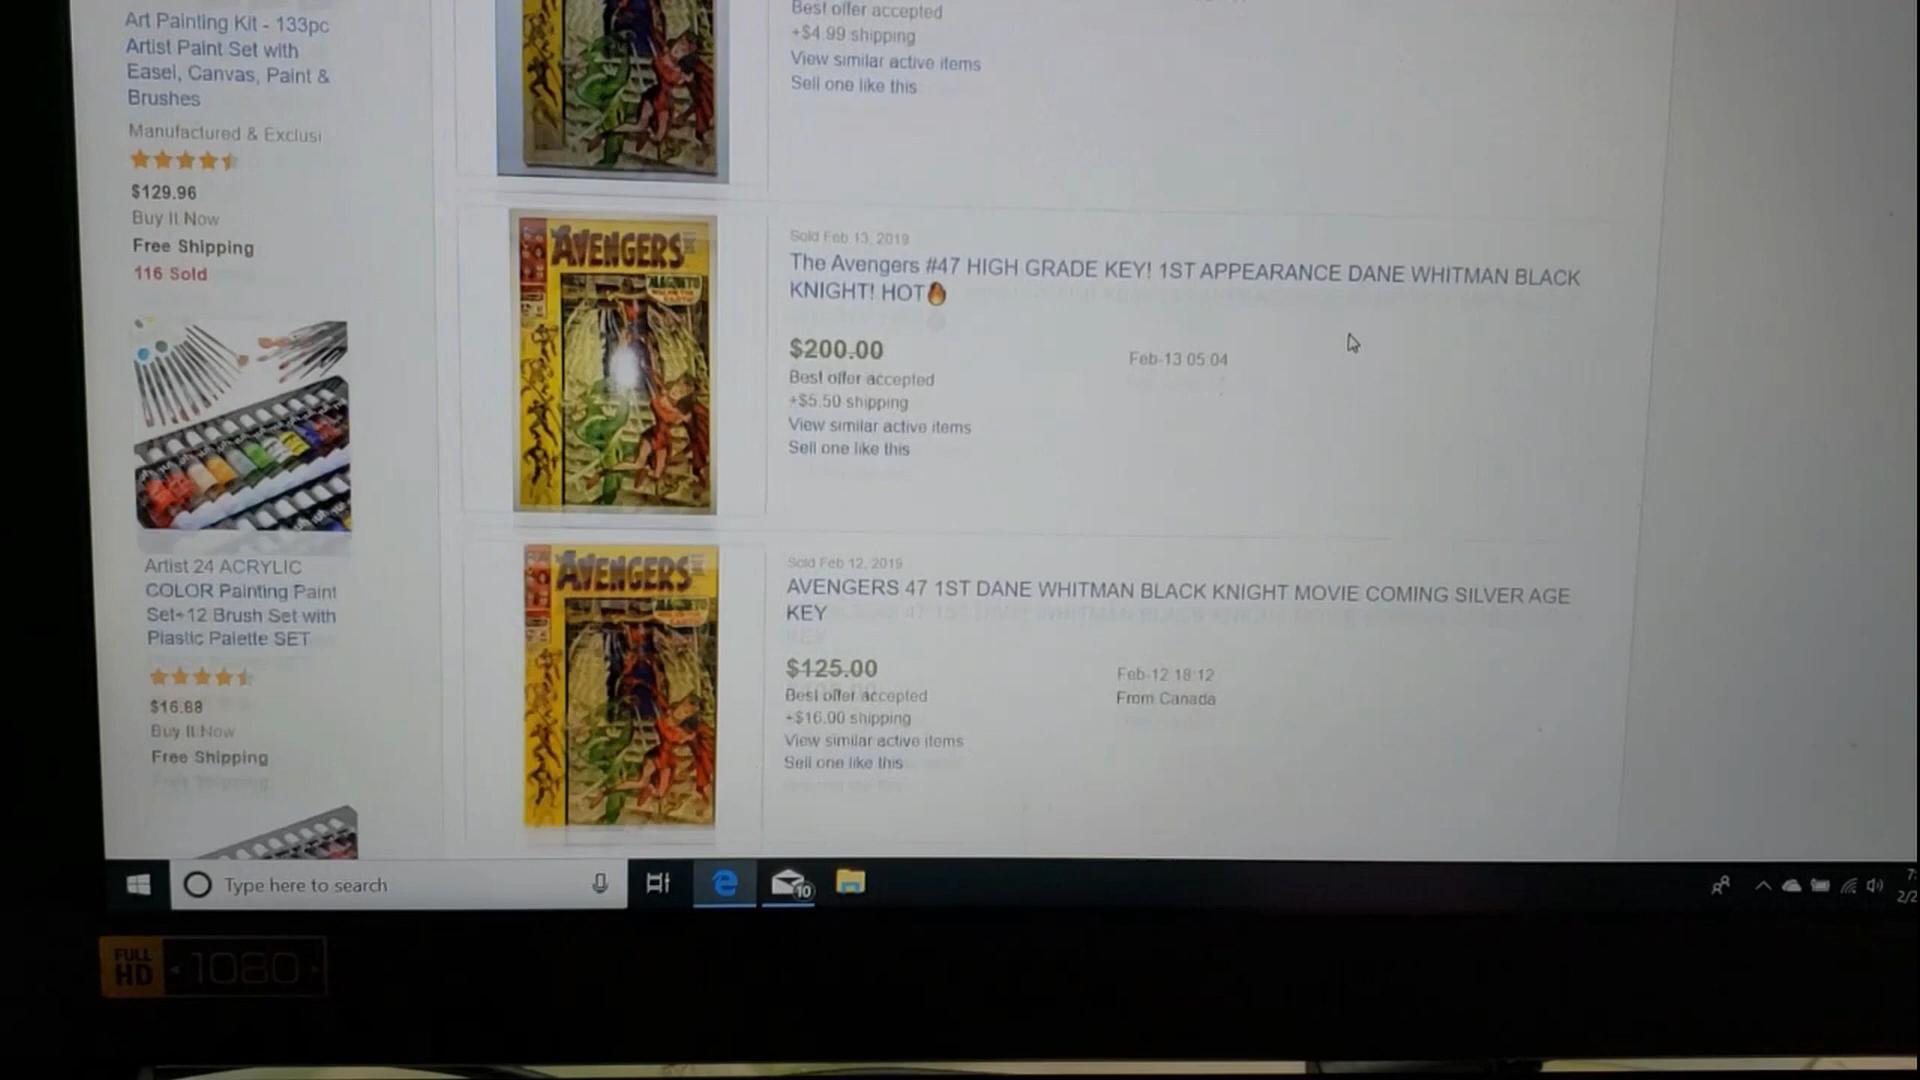 Art Painting Kit - 133pc
Artist Paint Set with
Easel, Canvas, Paint &
Brushes
Manufactured & Exclusi
$129.96
Buy It Now
Free Shipping
116 Sold
Artist 24 ACRYLIC
COLOR Painting Paint
Set+12 Brush Set with
Plastic Palette SET
$16.88
Buy It Now
Free Shipping
Best offer accepted
+$4.99 shipping
View similar active items
Sell one like this
AVENGERS
MAGNETO
Sold Feb 13, 2019
The Avengers #47 HIGH GRADE KEY! 1ST APPEARANCE DANE WHITMAN BLACK
KNIGHT! HOT🔥
$200.00
Best offer accepted
+$5.50 shipping
View similar active items
Sell one like this
Feb-13 05:04
AVENGERS
MAGNETO
Sold Feb 12, 2019
AVENGERS 47 1ST DANE WHITMAN BLACK KNIGHT MOVIE COMING SILVER AGE
KEY
$125.00
Best offer accepted
+$16.00 shipping
View similar active items
Sell one like this
Feb-12 18:12
From Canada
Type here to search
10
7:
2/2
FULL
HD
1080